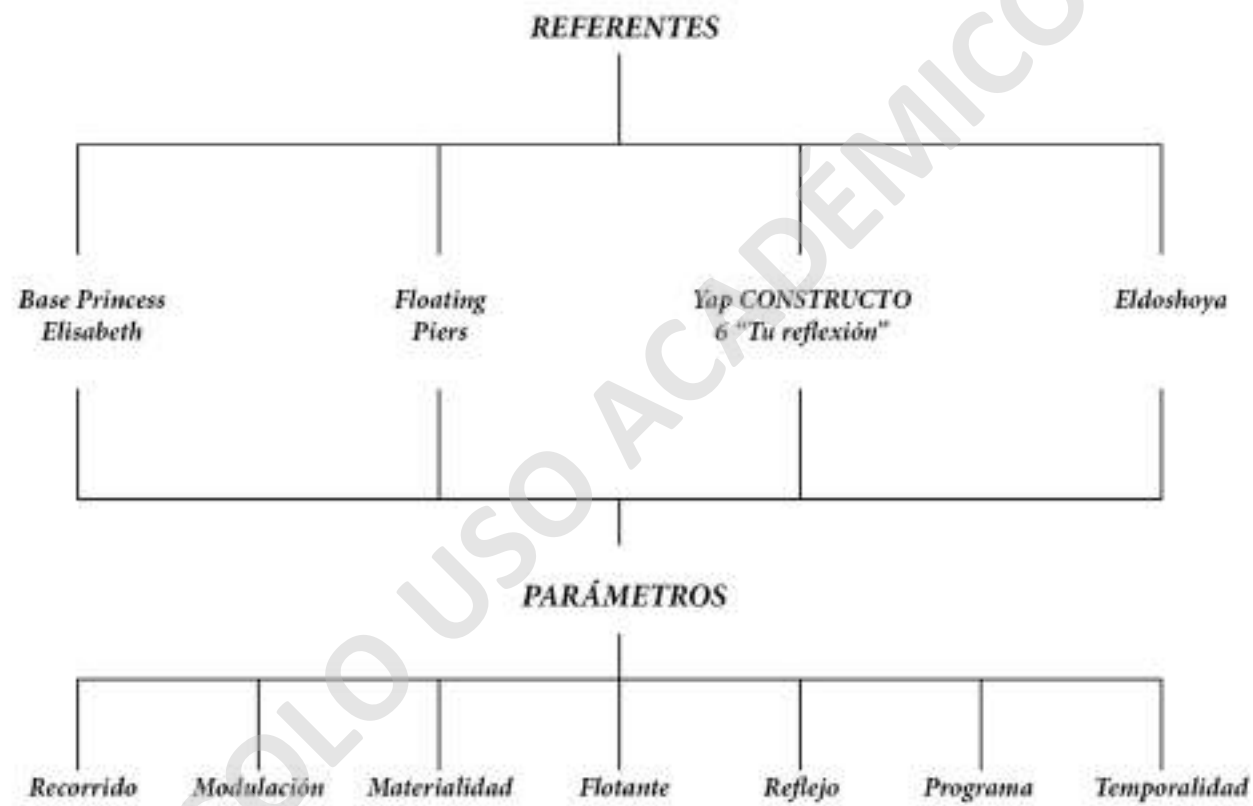 REFERENTES
Base Princess
Elisabeth
Floating
Piers
Yap CONSTRUCTO
6 "Tu reflexión"
Eldoshoya
PARÁMETROS
Recorrido
Modulación
Materialidad
Flotante
Reflejo
Programa
Temporalidad
SOLO USO ACADÉMICO